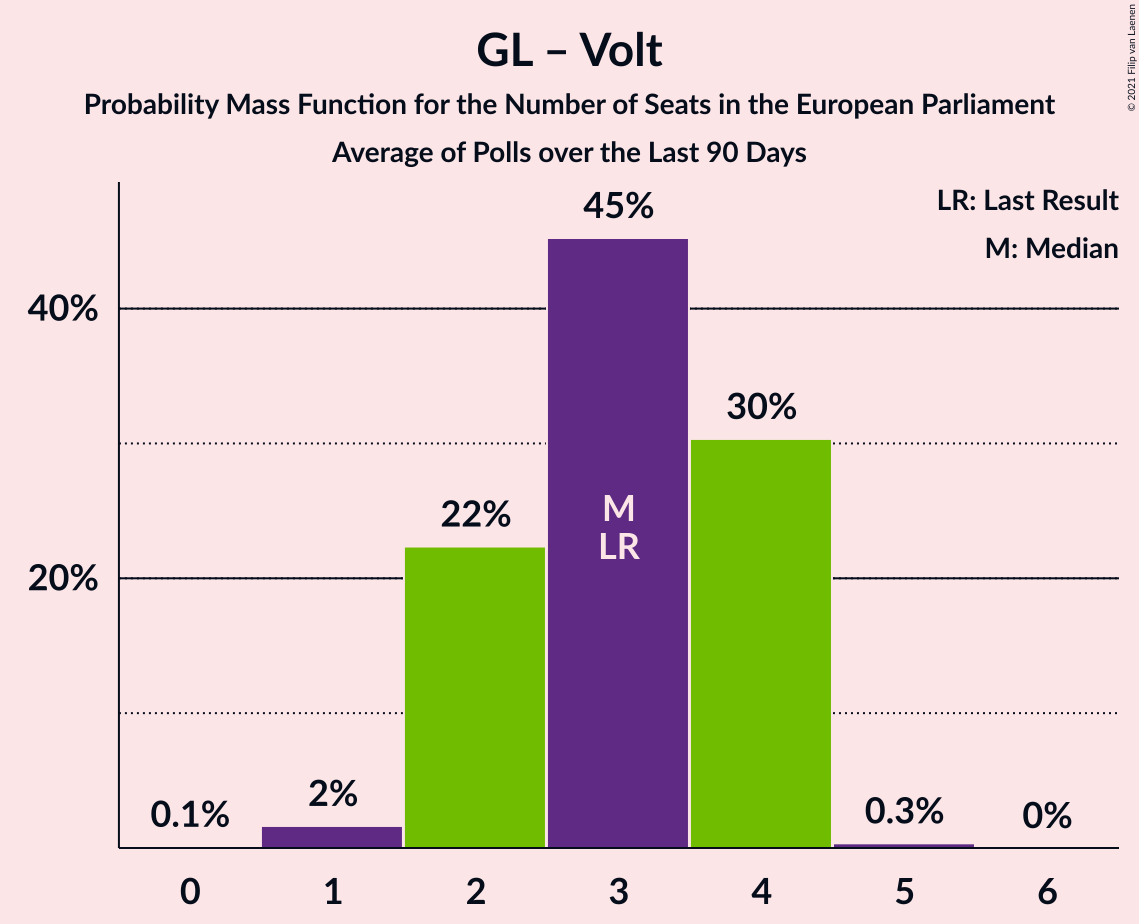 GL – Volt
Probability Mass Function for the Number of Seats in the European Parliament
Average of Polls over the Last 90 Days
© 2021 Filip van Laenen
LR: Last Result
M: Median
40%
20%
0.1%
2%
22%
45%
M
LR
30%
0.3%
0%
0 1 2 3 4 5 6